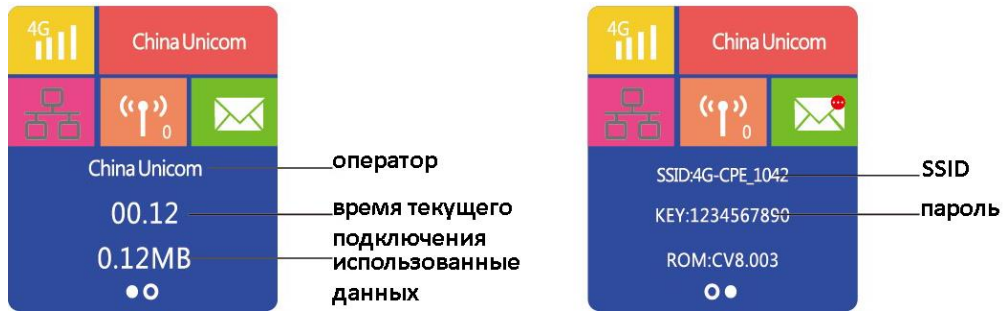 4G
China Unicom
0
China Unicom
оператор
00.12
время текущего
подключения
0.12MB
использованные
данных
4G
China Unicom
0
SSID:4G-CPE_1042
SSID
KEY:1234567890
пароль
ROM:CV8.003